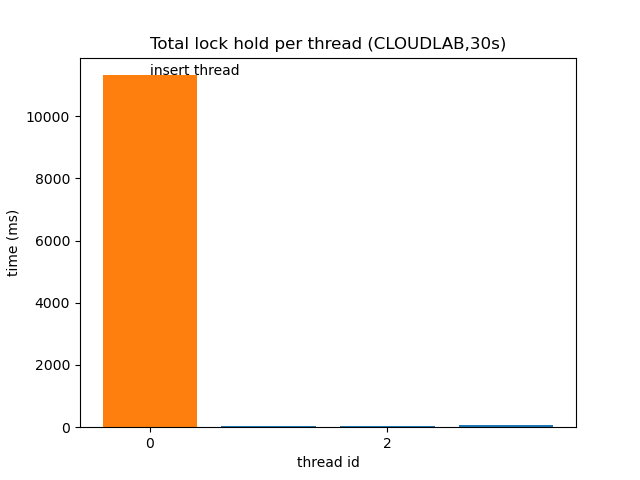 Total lock hold per thread (CLOUDLAB,30s)
insert thread
10000
8000
6000
4000
2000
0
time (ms)
0 2
thread id